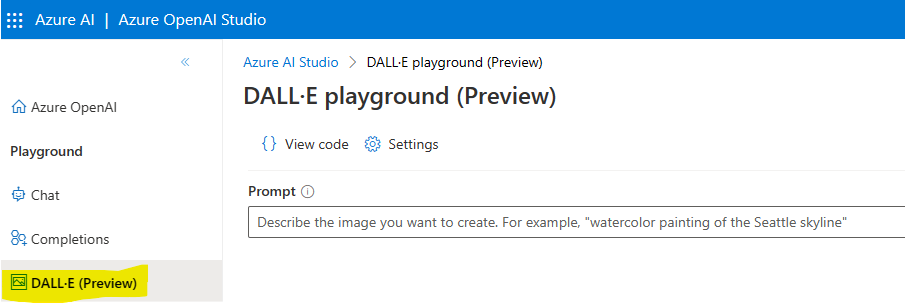 Azure AI | Azure OpenAI Studio
«
Azure OpenAI
Playground
Chat
Completions
DALL·E (Preview)
Azure AI Studio > DALL·E playground (Preview)
DALL·E playground (Preview)
{} View code Settings
Prompt
Describe the image you want to create. For example, "watercolor painting of the Seattle skyline"